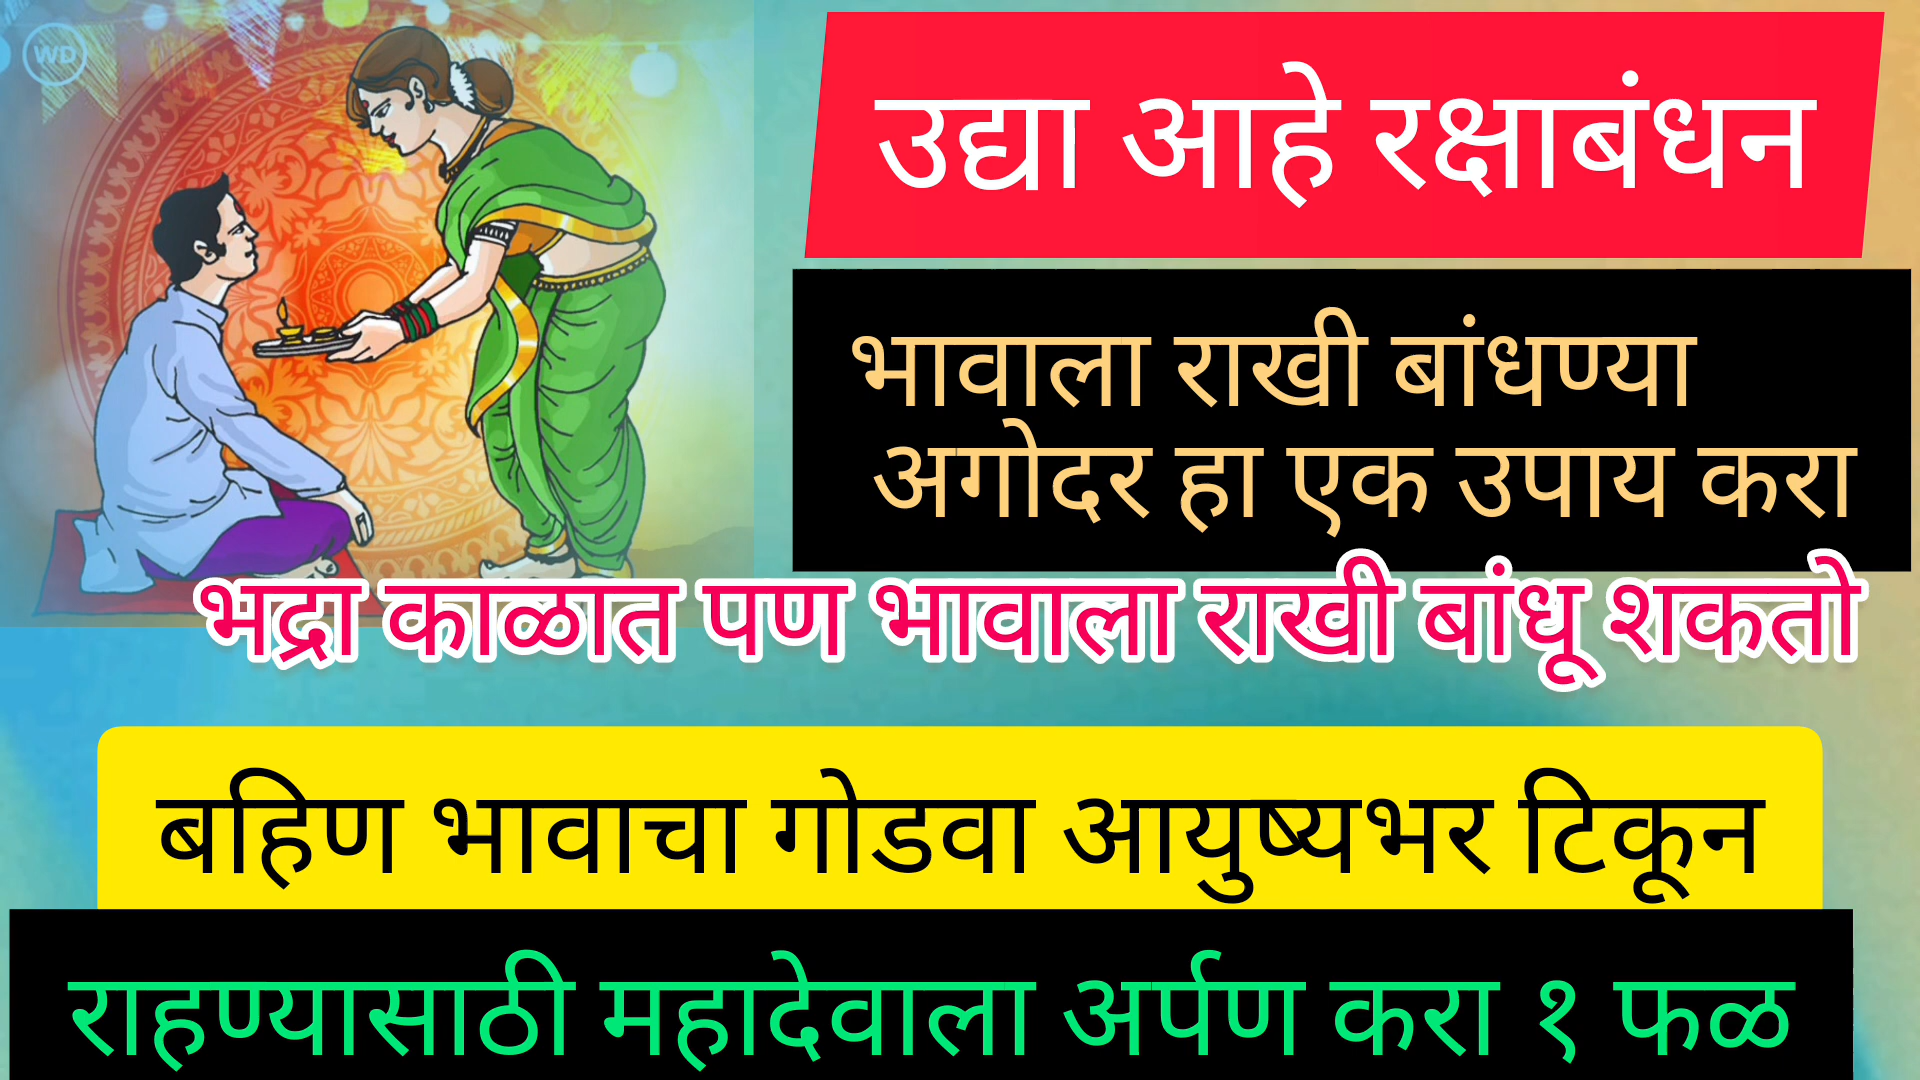 WD
उद्या आहे रक्षाबंधन
भावाला राखी बांधण्या
अगोदर हा एक उपाय करा
भद्रा काळात पण भावाला राखी बांधू शकतो
बहिण भावाचा गोडवा आयुष्यभर टिकून
राहण्यासाठी महादेवाला अर्पण करा १ फळ